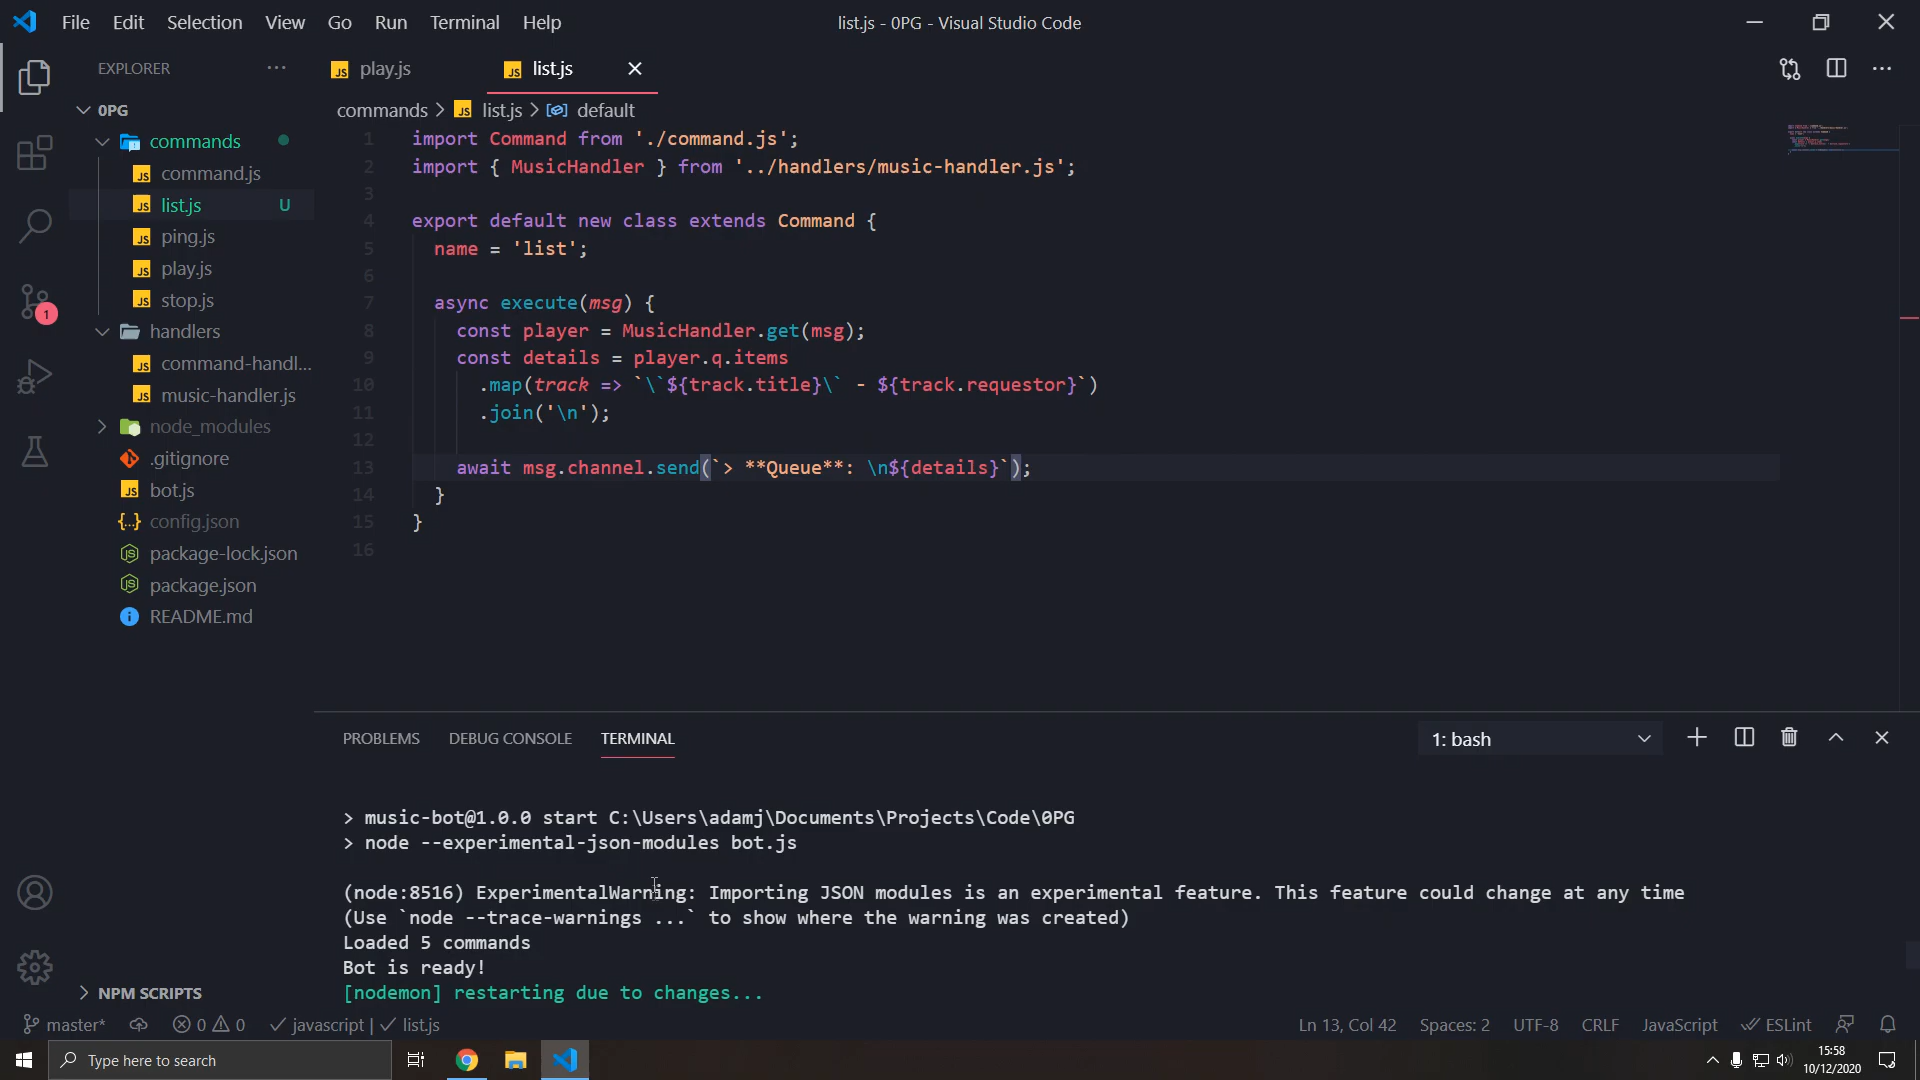 File Edit Selection View Go Run Terminal Help
list.js - 0PG - Visual Studio Code
EXPLORER
0PG
commands
command.js
list.js U
ping.js
play.js
stop.js
handlers
command-handl...
music-handler.js
node_modules
.gitignore
bot.js
config.json
package-lock.json
package.json
README.md
NPM SCRIPTS
1
play.js
list.js
commands > list.js > default
1 import Command from './command.js';
2 import { MusicHandler } from '../handlers/music-handler.js';
3
4 export default new class extends Command {
5 name = 'list';
6
7 async execute(msg) {
8 const player = MusicHandler.get(msg);
9 const details = player.q.items
10 .map(track => `\`${track.title}\` - ${track.requestor}`)
11 .join('\n');
12
13 await msg.channel.send(`> **Queue**: \n${details}`);
14 }
15 }
16
PROBLEMS DEBUG CONSOLE TERMINAL
1: bash
> music-bot@1.0.0 start C:\Users\adamj\Documents\Projects\Code\0PG
> node --experimental-json-modules bot.js
(node:8516) ExperimentalWarning: Importing JSON modules is an experimental feature. This feature could change at any time
(Use `node --trace-warnings ...` to show where the warning was created)
Loaded 5 commands
Bot is ready!
[nodemon] restarting due to changes...
master* 0 0 javascript | list.js
Ln 13, Col 42 Spaces: 2 UTF-8 CRLF JavaScript ESLint
Type here to search
15:58
10/12/2020